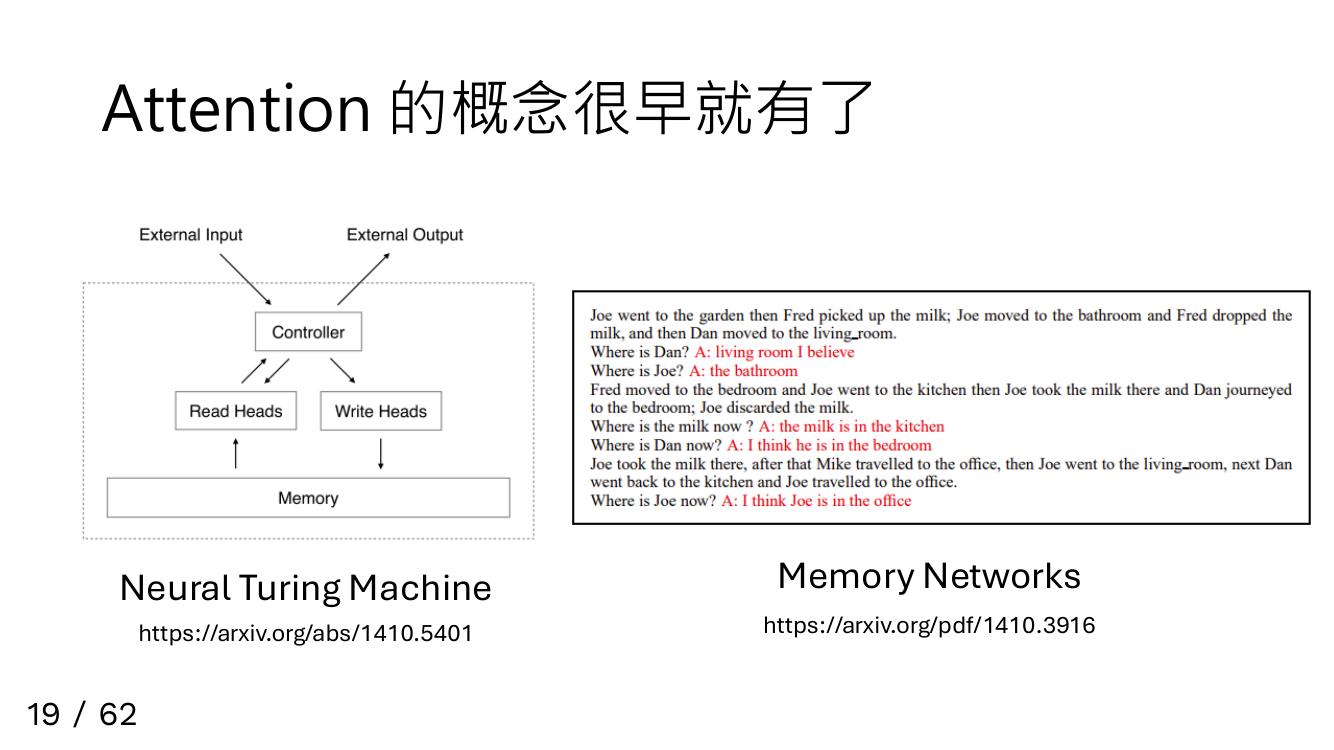 Attention 的概念很早就有了
External Input
External Output
Controller
Read Heads
Write Heads
Memory
Neural Turing Machine
https://arxiv.org/abs/1410.5401
Joe went to the garden then Fred picked up the milk; Joe moved to the bathroom and Fred dropped the
milk, and then Dan moved to the living_room.
Where is Dan? A: living room I believe
Where is Joe? A: the bathroom
Fred moved to the bedroom and Joe went to the kitchen then Joe took the milk there and Dan journeyed
to the bedroom; Joe discarded the milk.
Where is the milk now ? A: the milk is in the kitchen
Where is Dan now? A: I think he is in the bedroom
Joe took the milk there, after that Mike travelled to the office, then Joe went to the living_room, next Dan
went back to the kitchen and Joe travelled to the office.
Where is Joe now? A: I think Joe is in the office
Memory Networks
https://arxiv.org/pdf/1410.3916
19 / 62